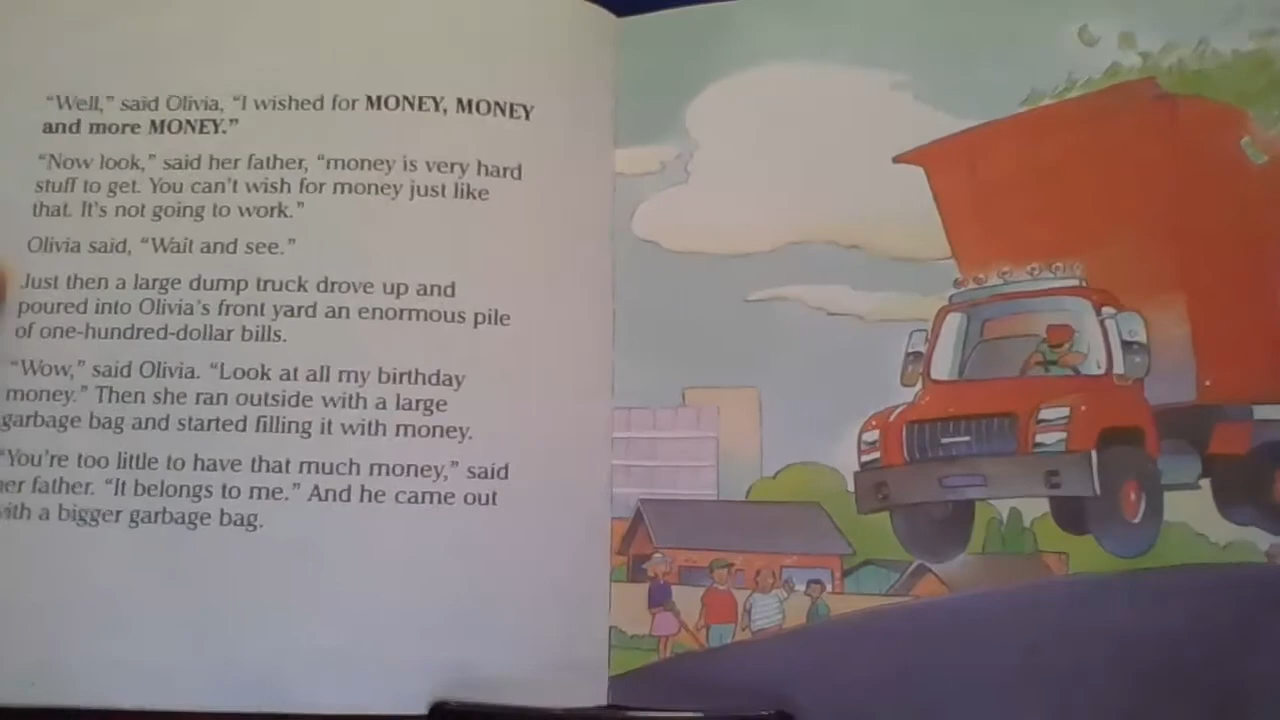 “Well,” said Olivia, “I wished for MONEY, MONEY
and more MONEY.”
“Now look,” said her father, “money is very hard
stuff to get. You can’t wish for money just like
that. It’s not going to work.”
Olivia said, “Wait and see.”
Just then a large dump truck drove up and
poured into Olivia’s front yard an enormous pile
of one-hundred-dollar bills.
“Wow,” said Olivia. “Look at all my birthday
money.” Then she ran outside with a large
garbage bag and started filling it with money.
“You’re too little to have that much money,” said
her father. “It belongs to me.” And he came out
with a bigger garbage bag.